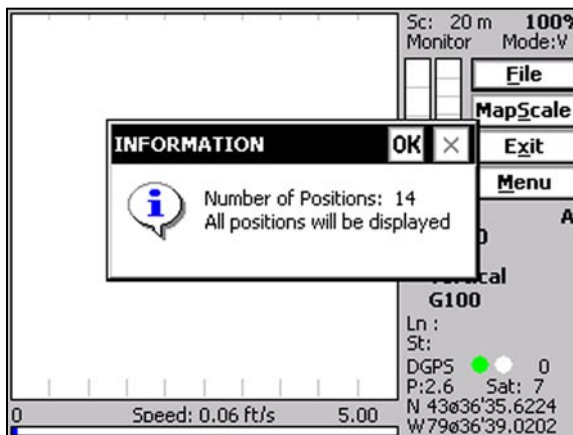 Sc: 20 m 100%
Monitor Mode:V
File
MapScale
Exit
Menu
INFORMATION OK
Number of Positions: 14
All positions will be displayed
A
G100
Ln :
St:
DGPS 0
P:2.6 Sat: 7
N 43ø36'35.6224
W79ø36'39.0202
0 Speed: 0.06 ft/s 5.00